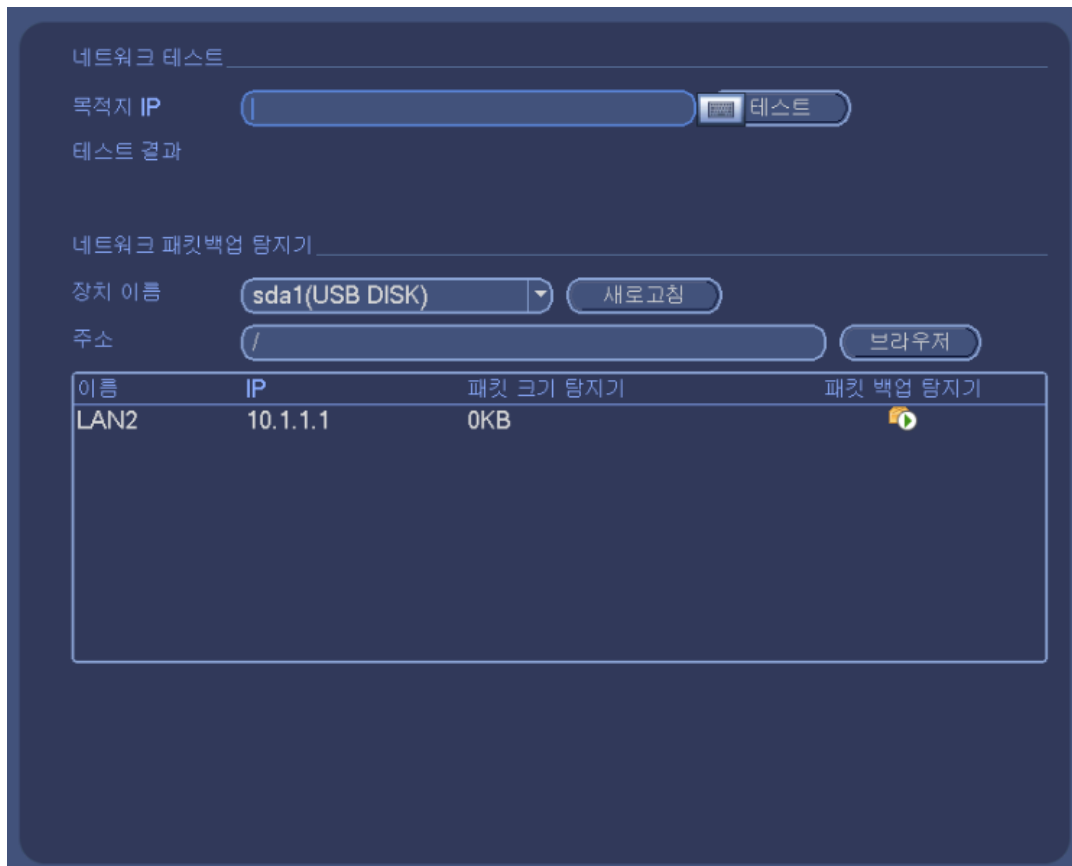 네트워크 테스트
목적지 IP 테스트
테스트 결과
네트워크 패킷백업 탐지기
장치 이름 sda1(USB DISK) 새로고침
주소 / 브라우저
이름 IP 패킷 크기 탐지기 패킷 백업 탐지기
LAN2 10.1.1.1 0KB